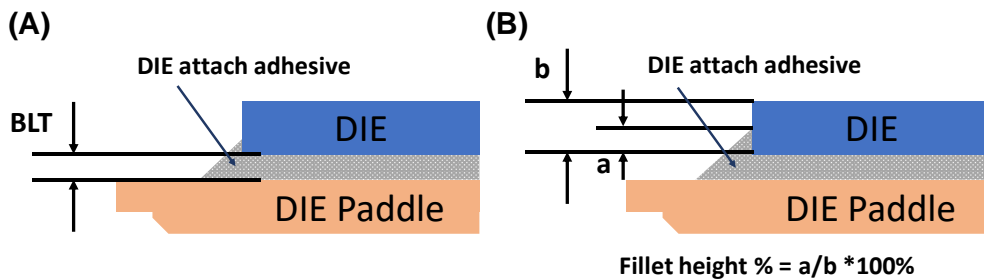 (A)
DIE attach adhesive
BLT
DIE
DIE Paddle
(B)
b
DIE attach adhesive
DIE
a
DIE Paddle
Fillet height % = a/b *100%